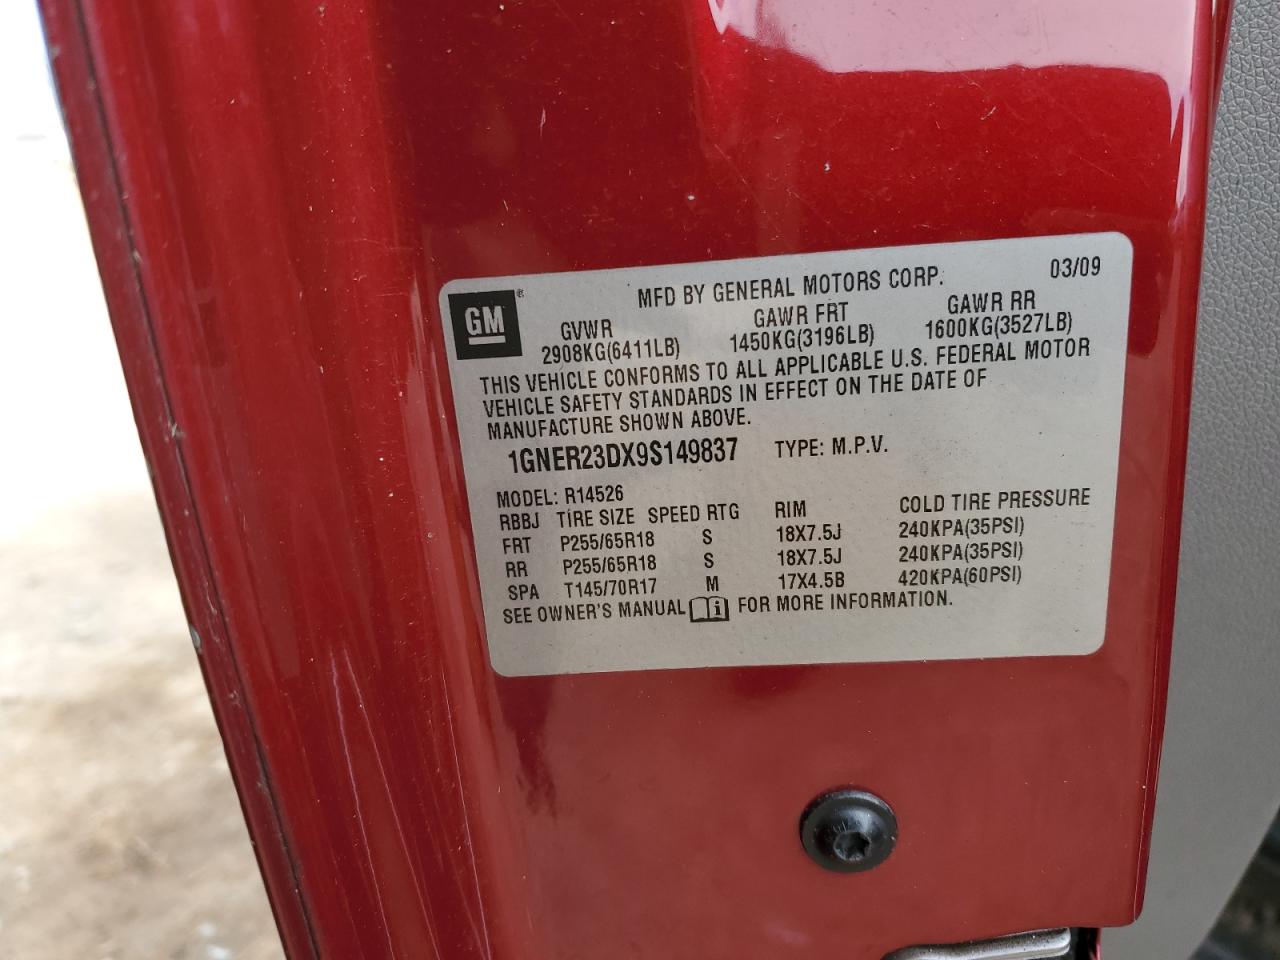 GM®
MFD BY GENERAL MOTORS CORP. 03/09
GVWR GAWR FRT GAWR RR
2908KG(6411LB) 1450KG(3196LB) 1600KG(3527LB)
THIS VEHICLE CONFORMS TO ALL APPLICABLE U.S. FEDERAL MOTOR
VEHICLE SAFETY STANDARDS IN EFFECT ON THE DATE OF
MANUFACTURE SHOWN ABOVE.
1GNER23DX9S149837 TYPE: M.P.V.
MODEL: R14526
RBBJ TIRE SIZE SPEED RTG RIM COLD TIRE PRESSURE
FRT P255/65R18 S 18X7.5J 240KPA(35PSI)
RR P255/65R18 S 18X7.5J 240KPA(35PSI)
SPA T145/70R17 M 17X4.5B 420KPA(60PSI)
SEE OWNER'S MANUAL i FOR MORE INFORMATION.